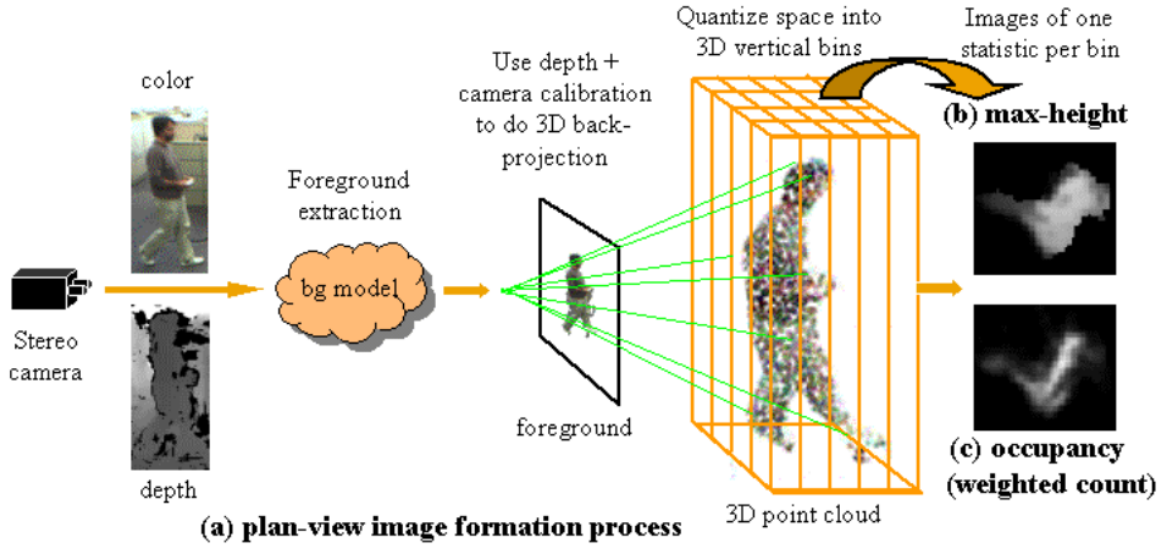 color
Stereo
camera
depth
Foreground
extraction
bg model
Use depth +
camera calibration
to do 3D back-
projection
foreground
Quantize space into
3D vertical bins
3D point cloud
Images of one
statistic per bin
(b) max-height
(c) occupancy
(weighted count)
(a) plan-view image formation process